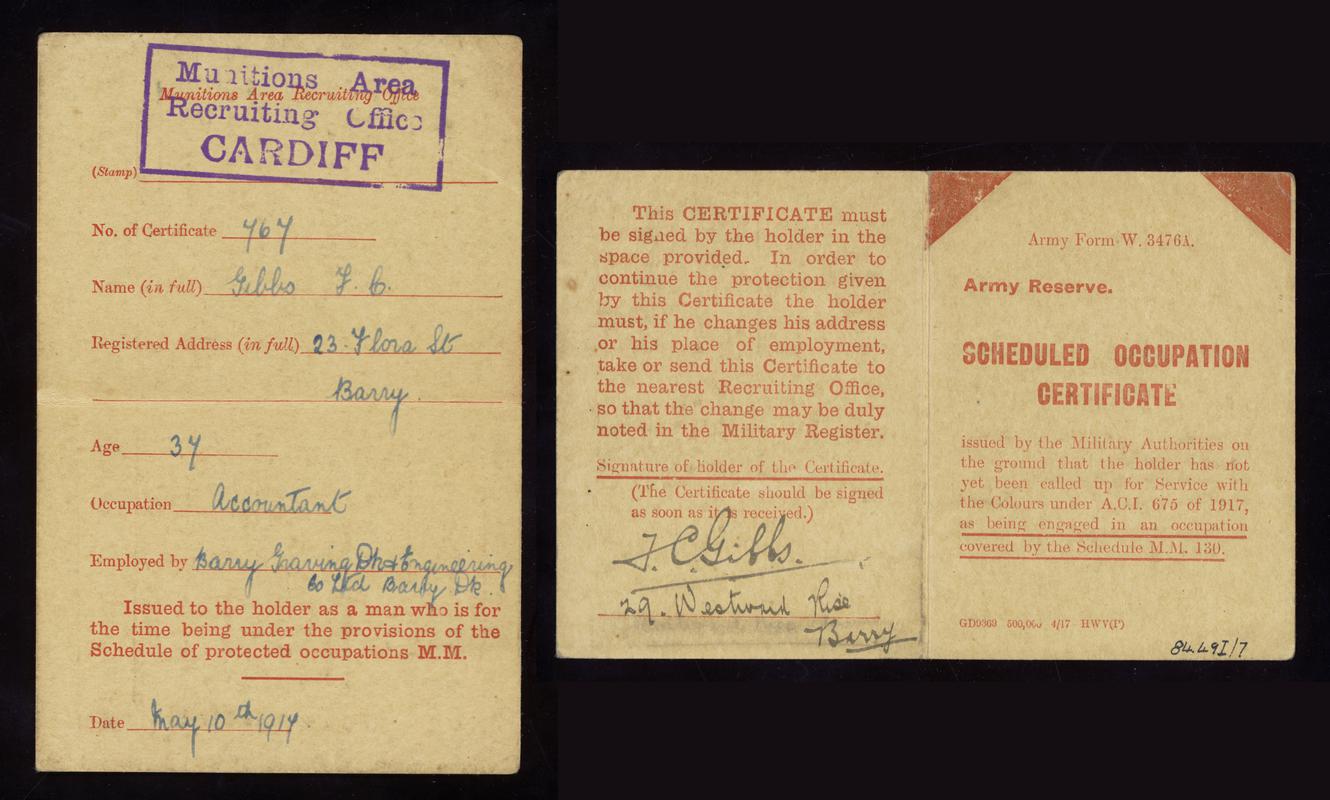 Munitions Area
Munitions Area Recruiting Office
Recruiting Office
CARDIFF
(Stamp)
No. of Certificate 767
Name (in full) Gibbs F. C.
Registered Address (in full) 23. Flora St
Barry.
Age 37
Occupation Accountant
Employed by Barry Graving Dk & Engineering
Co Ltd Barry Dk.
Issued to the holder as a man who is for
the time being under the provisions of the
Schedule of protected occupations M.M.
Date May 10th 1917
This CERTIFICATE must
be signed by the holder in the
space provided. In order to
continue the protection given
by this Certificate the holder
must, if he changes his address
or his place of employment,
take or send this Certificate to
the nearest Recruiting Office,
so that the change may be duly
noted in the Military Register.
Signature of holder of the Certificate.
(The Certificate should be signed
as soon as it is received.)
F. C. Gibbs.
29. Westward Rise
Barry
Army Form W. 3476A.
Army Reserve.
SCHEDULED OCCUPATION
CERTIFICATE
issued by the Military Authorities on
the ground that the holder has not
yet been called up for Service with
the Colours under A.C.I. 675 of 1917,
as being engaged in an occupation
covered by the Schedule M.M. 130.
GD9363 500,000 4/17 HWV(P)
84.49I/7